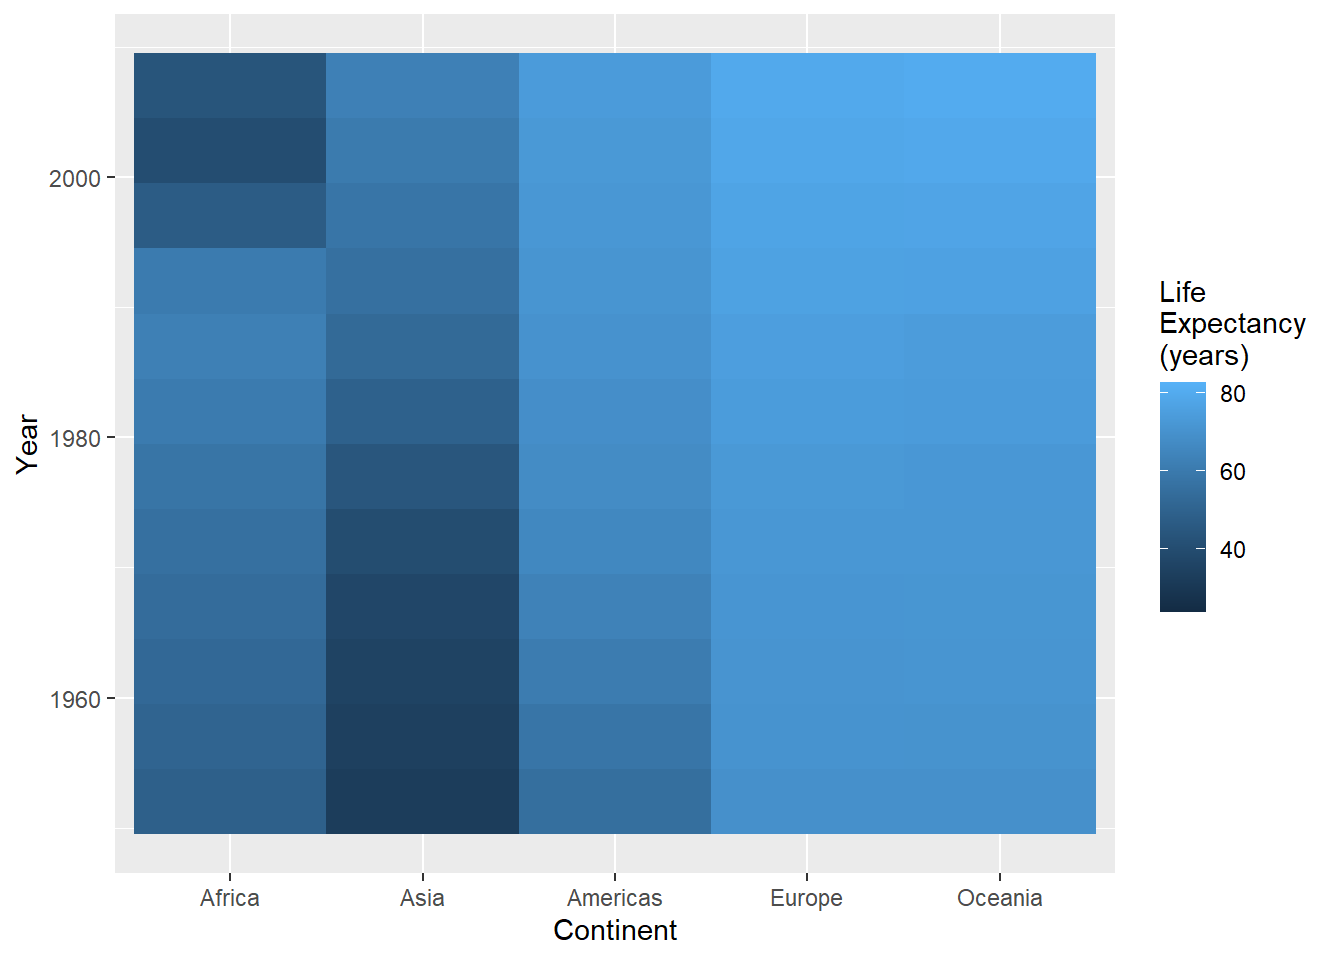 Year
2000
1980
1960
Africa
Asia
Americas
Europe
Oceania
Continent
Life
Expectancy
(years)
80
60
40